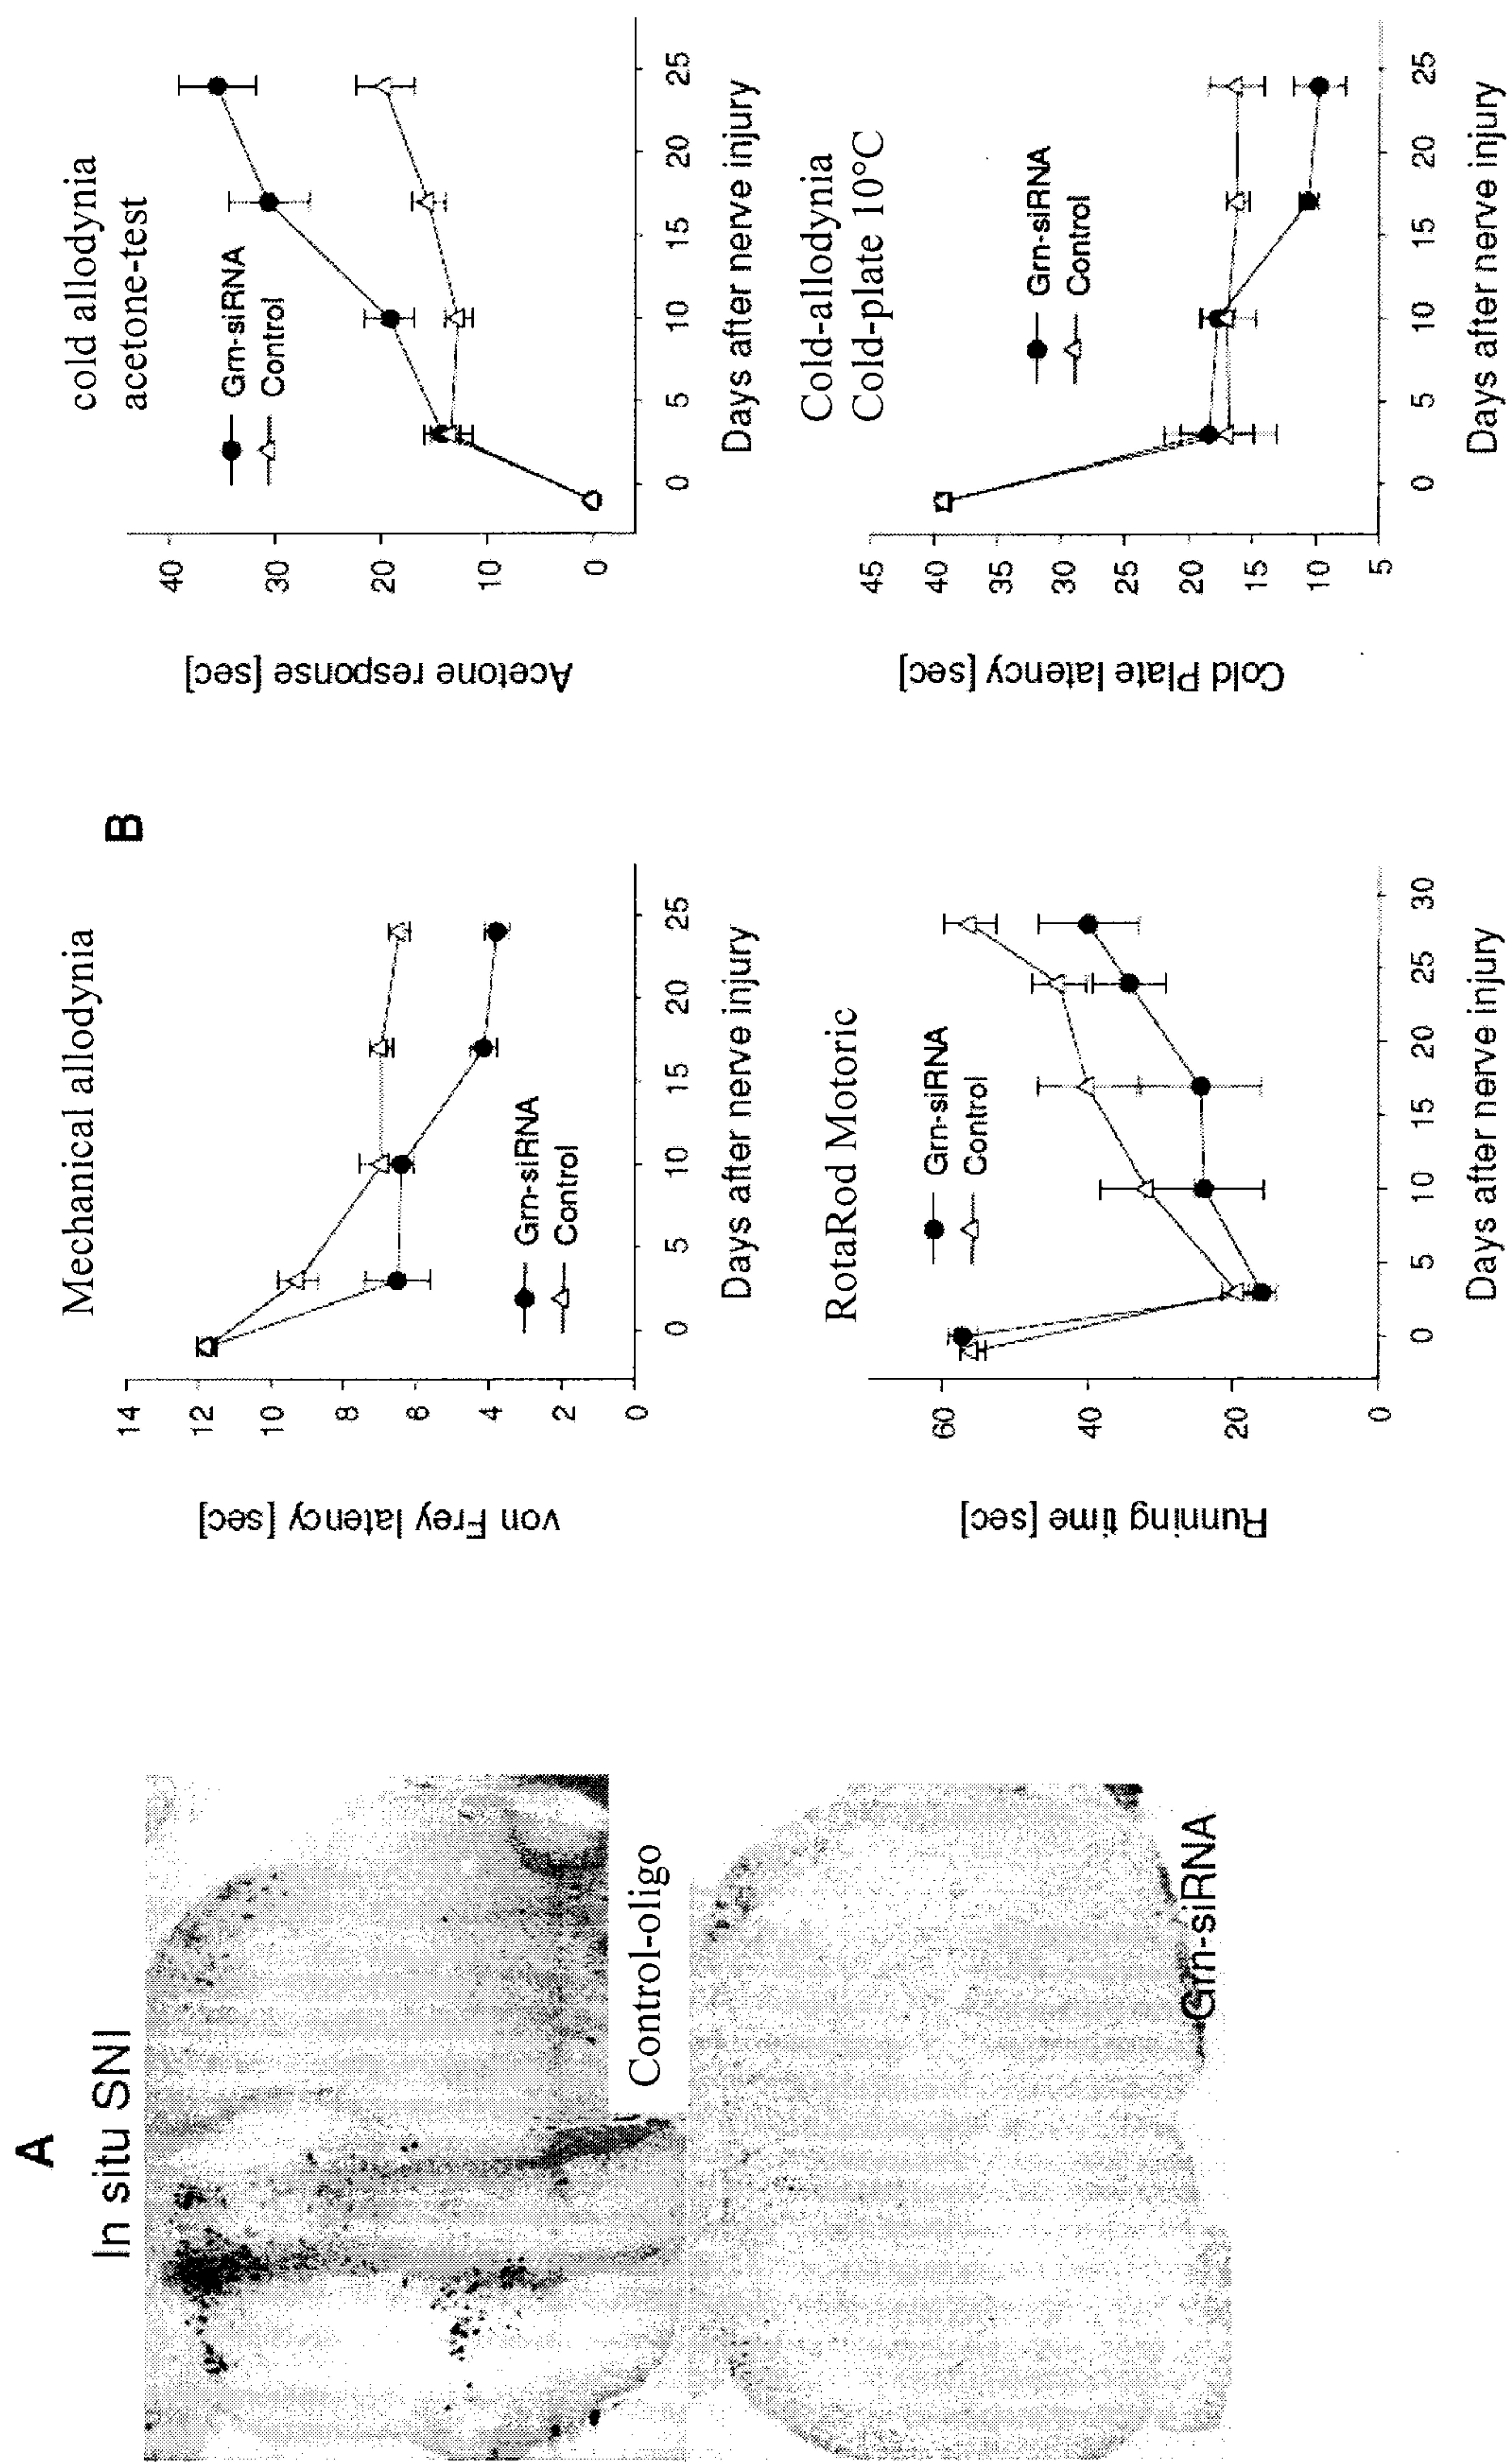 A
In situ SNI
Control-oligo
Grn-siRNA
B
Mechanical allodynia
von Frey latency [sec]
14
12
10
8
6
4
2
0
Grn-siRNA
Control
0
5
10
15
20
25
Days after nerve injury
cold allodynia
acetone-test
Acetone response [sec]
40
30
20
10
0
Grn-siRNA
Control
0
5
10
15
20
25
Days after nerve injury
RotaRod Motoric
Running time [sec]
60
40
20
0
Grn-siRNA
Control
0
5
10
15
20
25
30
Days after nerve injury
Cold-allodynia
Cold-plate 10°C
Cold Plate latency [sec]
45
40
35
30
25
20
15
10
5
Grn-siRNA
Control
0
5
10
15
20
25
Days after nerve injury